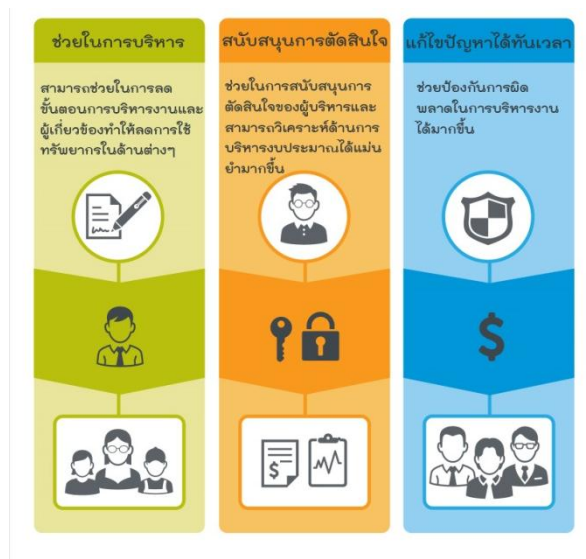 ช่วยในการบริหาร
สามารถช่วยในการลด
ขั้นตอนการบริหารงานและ
ผู้เกี่ยวข้องทำให้ลดการใช้
ทรัพยากรในด้านต่างๆ
สนับสนุนการตัดสินใจ
ช่วยในการสนับสนุนการ
ตัดสินใจของผู้บริหารและ
สามารถวิเคราะห์ด้านการ
บริหารงบประมาณได้แม่น
ยำมากขึ้น
แก้ไขปัญหาได้ทันเวลา
ช่วยป้องกันการผิด
พลาดในการบริหารงาน
ได้มากขึ้น
$
$